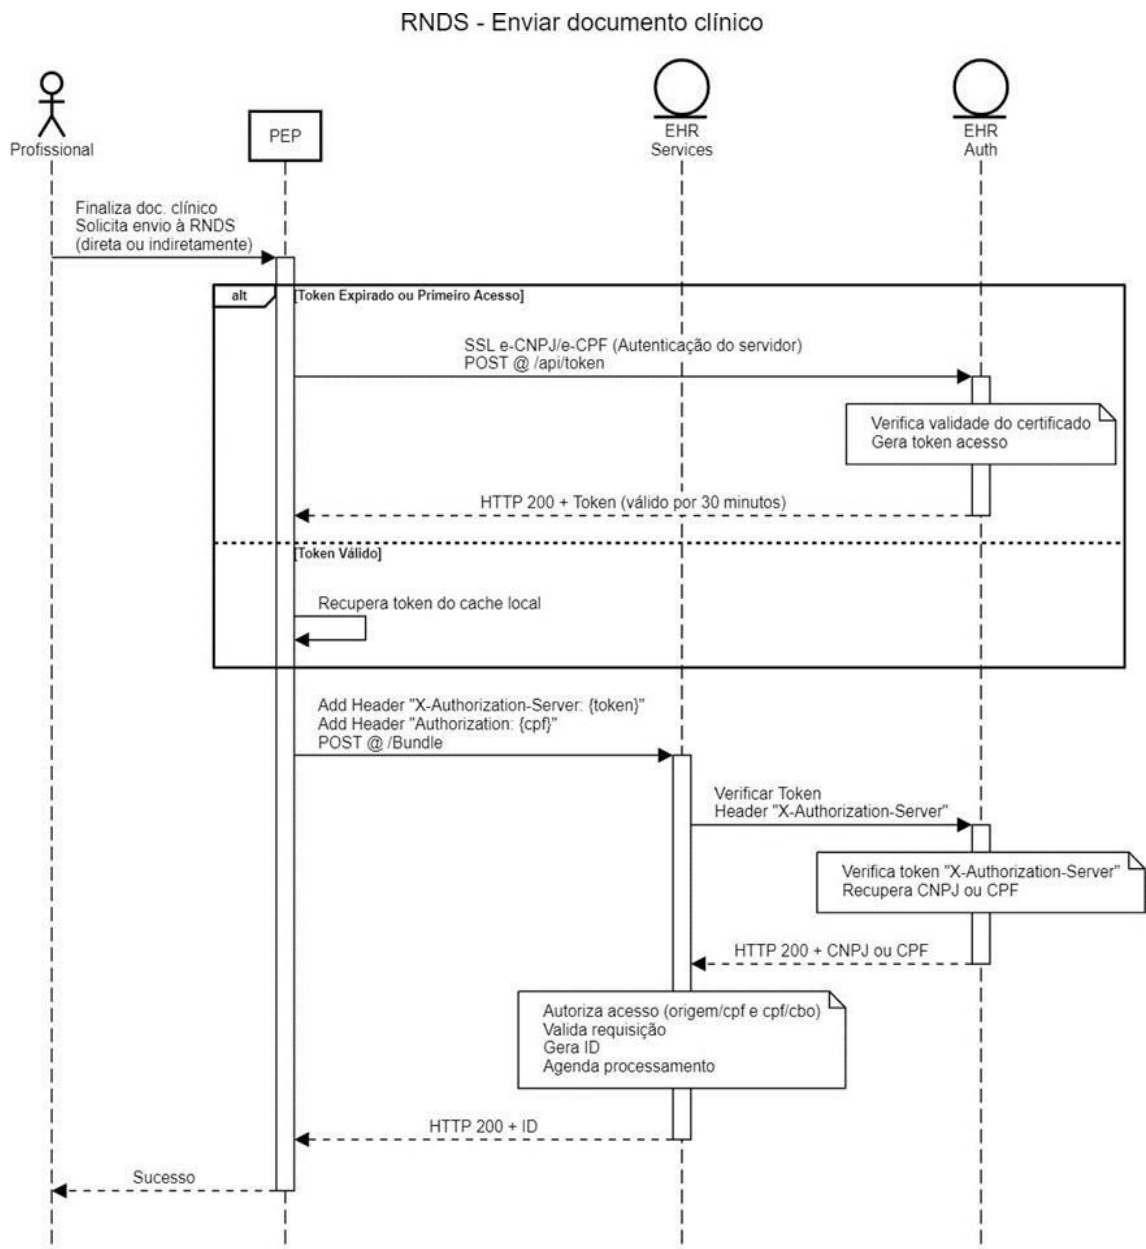 RNDS - Enviar documento clínico
Profissional
PEP
EHR
Services
EHR
Auth
Finaliza doc. clínico
Solicita envio à RNDS
(direta ou indiretamente)
alt
[Token Expirado ou Primeiro Acesso]
SSL e-CNPJ/e-CPF (Autenticação do servidor)
POST @ /api/token
Verifica validade do certificado
Gera token acesso
HTTP 200 + Token (válido por 30 minutos)
[Token Válido]
Recupera token do cache local
Add Header "X-Authorization-Server: {token}"
Add Header "Authorization: {cpf}"
POST @ /Bundle
Verificar Token
Header "X-Authorization-Server"
Verifica token "X-Authorization-Server"
Recupera CNPJ ou CPF
HTTP 200 + CNPJ ou CPF
Autoriza acesso (origem/cpf e cpf/cbo)
Valida requisição
Gera ID
Agenda processamento
HTTP 200 + ID
Sucesso